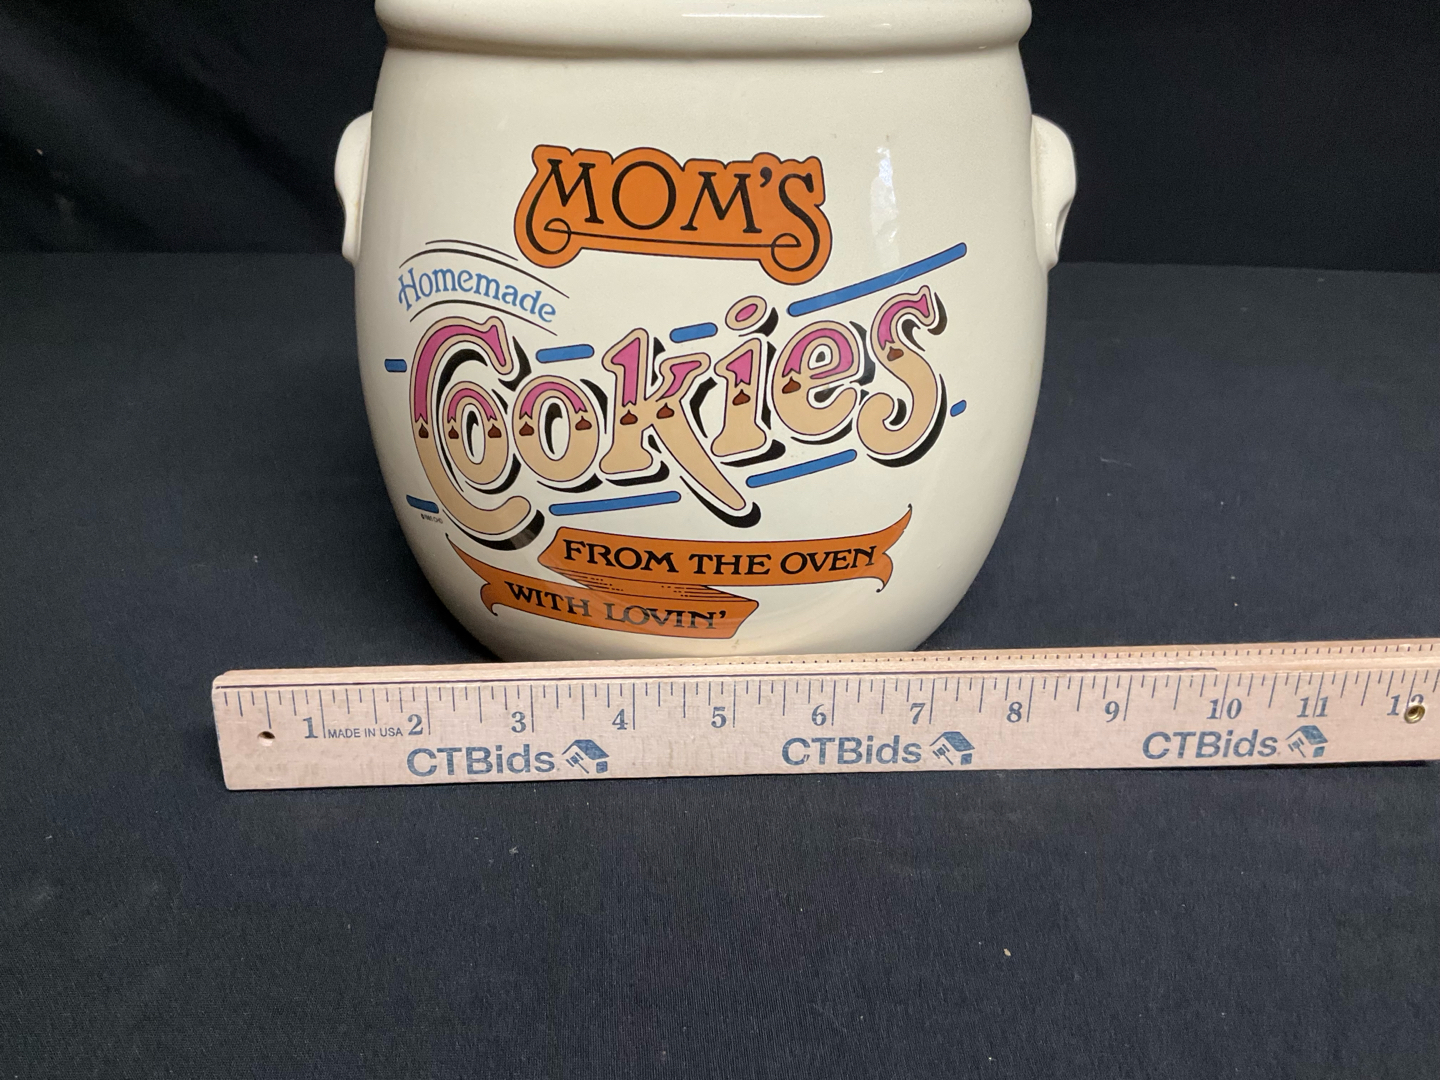 MOM'S
Homemade
Cookies
FROM THE OVEN
WITH LOVIN'
1 MADE IN USA 2 3 4 5 6 7 8 9 10 11
CTBids CTBids CTBids